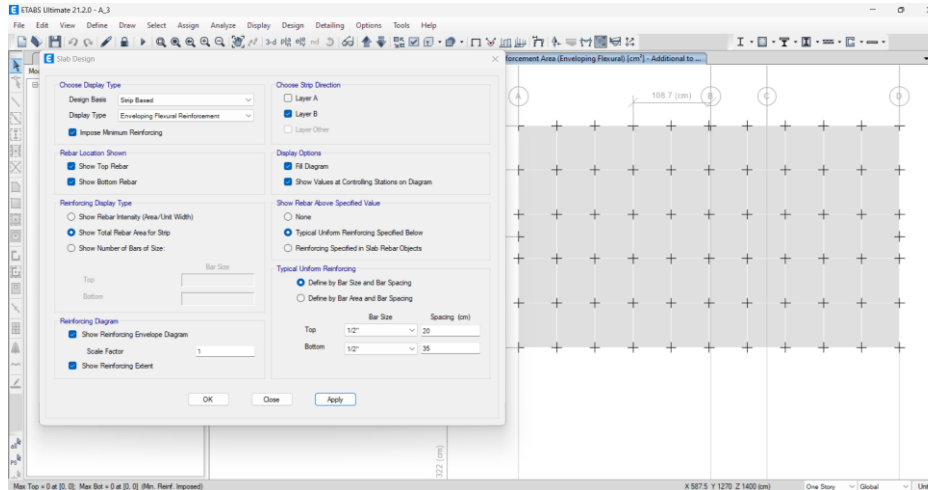 ETABS Ultimate 21.2.0 - A_3
File Edit View Define Draw Select Assign Analyze Display Design Detailing Options Tools Help
Slab Design
forcement Area (Enveloping Flexural) [cm²] - Additional to ...
Choose Display Type
Design Basis Strip Based
Display Type Enveloping Flexural Reinforcement
Impose Minimum Reinforcing
Choose Strip Direction
Layer A
Layer B
Layer Other
Rebar Location Shown
Show Top Rebar
Show Bottom Rebar
Display Options
Fill Diagram
Show Values at Controlling Stations on Diagram
Reinforcing Display Type
Show Rebar Intensity (Area/Unit Width)
Show Total Rebar Area for Strip
Show Number of Bars of Size:
Bar Size
Top
Bottom
Show Rebar Above Specified Value
None
Typical Uniform Reinforcing Specified Below
Reinforcing Specified in Slab Rebar Objects
Typical Uniform Reinforcing
Define by Bar Size and Bar Spacing
Define by Bar Area and Bar Spacing
Bar Size Spacing (cm)
Top 1/2" 20
Bottom 1/2" 35
Reinforcing Diagram
Show Reinforcing Envelope Diagram
Scale Factor 1
Show Reinforcing Extent
OK Close Apply
A 108.7 (cm) B C D
322 (cm)
Max Top = 0 at [0, 0]; Max Bot = 0 at [0, 0] (Min. Reinf. Imposed)
X 587.5 Y 1270 Z 1400 (cm) One Story Global